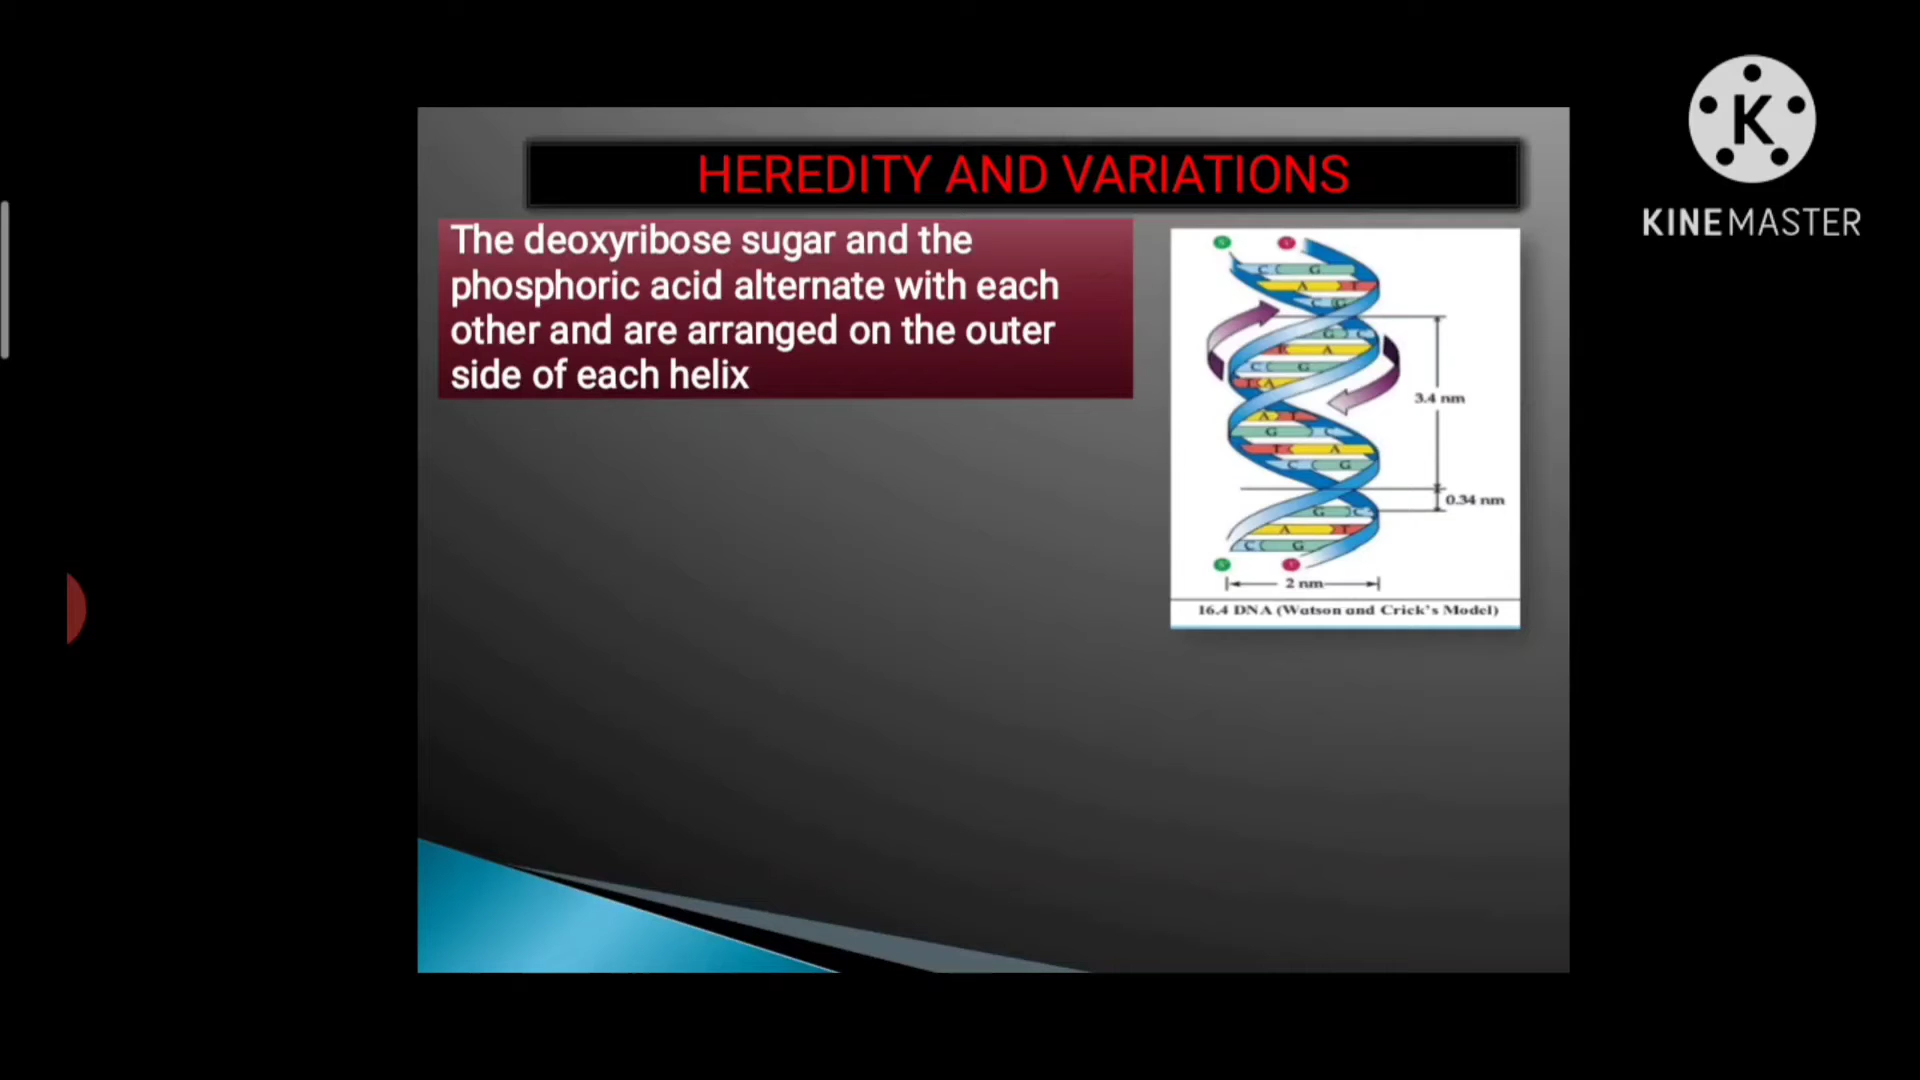 HEREDITY AND VARIATIONS
The deoxyribose sugar and the
phosphoric acid alternate with each
other and are arranged on the outer
side of each helix
K
KINEMASTER
C G
A T
C G
G C
A
C G
T A
A T
G C
T A
C G
G C
A T
C G
3.4 nm
0.34 nm
2 nm
16.4 DNA (Watson and Crick's Model)